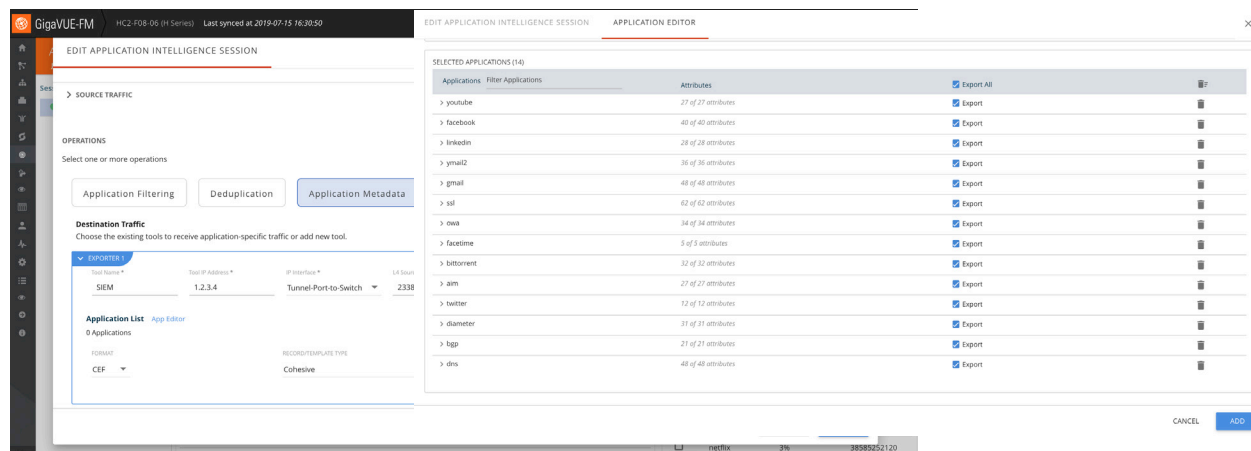 GigaVUE-FM HC2-F08-06 (H Series) Last synced at 2019-07-15 16:30:50
EDIT APPLICATION INTELLIGENCE SESSION
SOURCE TRAFFIC
OPERATIONS
Select one or more operations
Application Filtering Deduplication Application Metadata
Destination Traffic
Choose the existing tools to receive application-specific traffic or add new tool.
EXPORTER 1
Tool Name * Tool IP Address * IP Interface * L4 Sour
SIEM 1.2.3.4 Tunnel-Port-to-Switch 2338
Application List App Editor
0 Applications
FORMAT RECORD/TEMPLATE TYPE
CEF Cohesive
EDIT APPLICATION INTELLIGENCE SESSION APPLICATION EDITOR
SELECTED APPLICATIONS (14)
Applications Filter Applications Attributes Export All
youtube 27 of 27 attributes Export
facebook 40 of 40 attributes Export
linkedin 28 of 28 attributes Export
ymail2 36 of 36 attributes Export
gmail 48 of 48 attributes Export
ssl 62 of 62 attributes Export
owa 34 of 34 attributes Export
facetime 5 of 5 attributes Export
bittorrent 32 of 32 attributes Export
aim 27 of 27 attributes Export
twitter 12 of 12 attributes Export
diameter 31 of 31 attributes Export
bgp 21 of 21 attributes Export
dns 48 of 48 attributes Export
CANCEL ADD
netflix 3% 38585252120